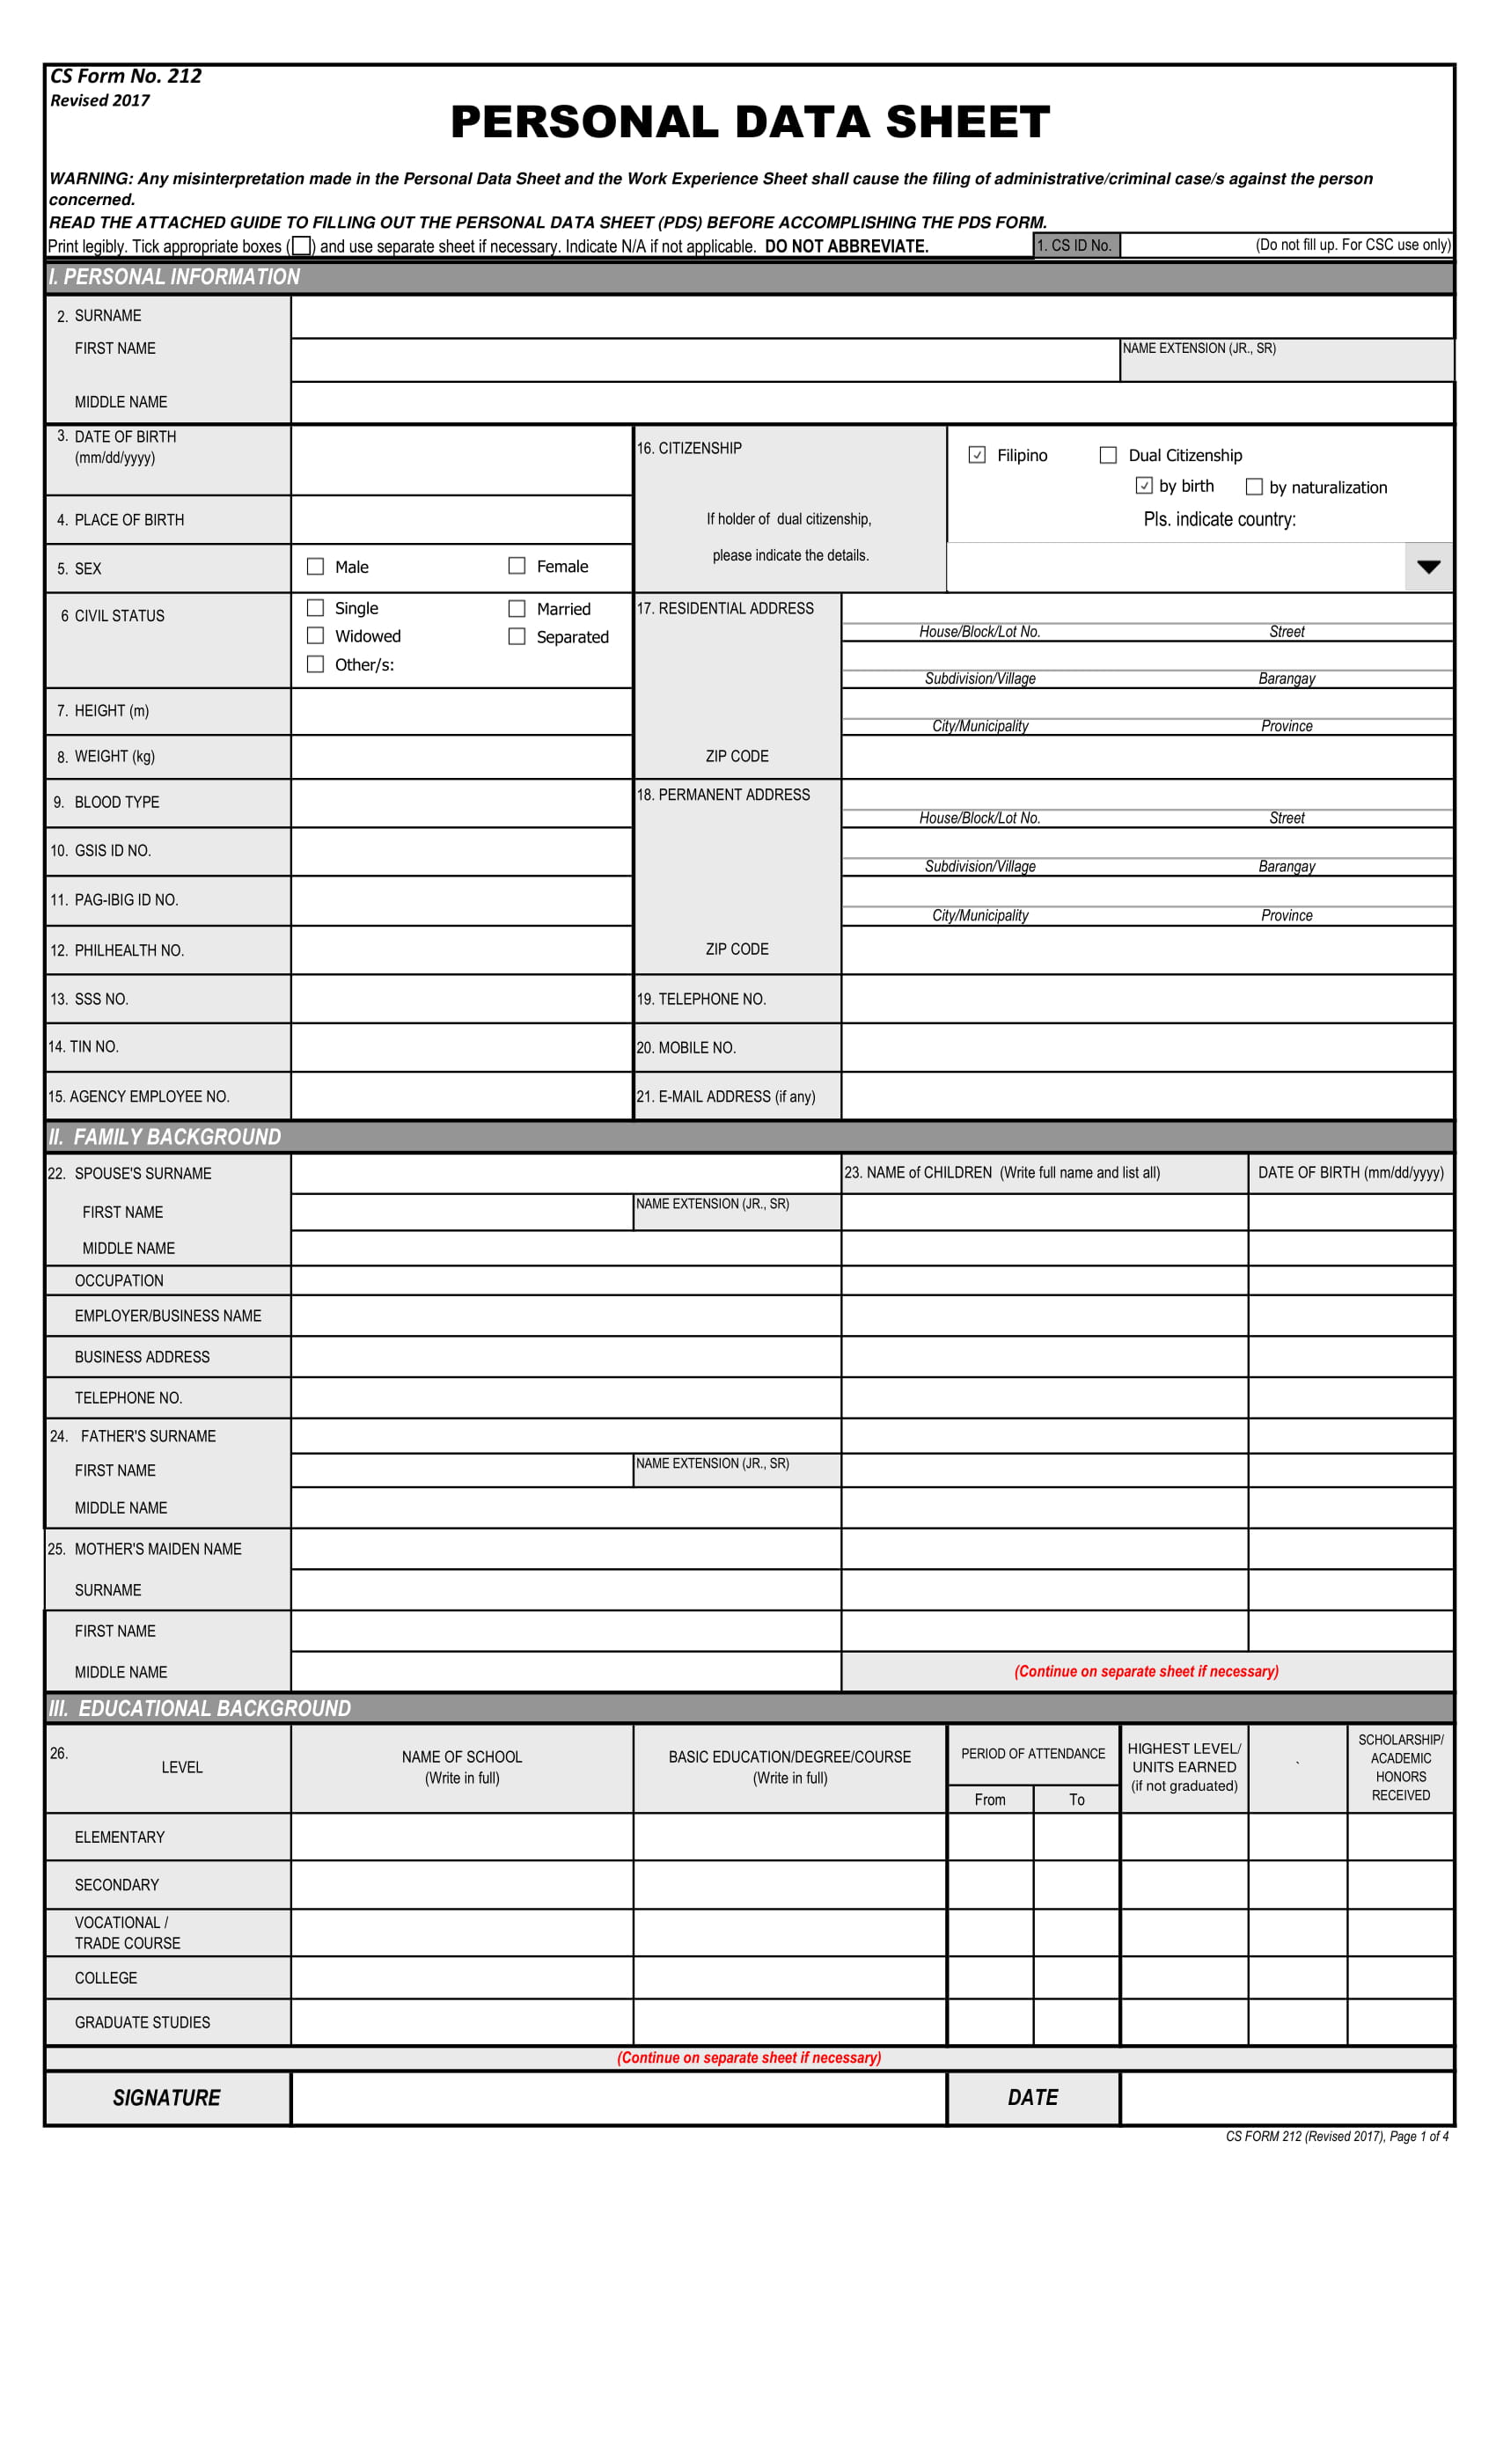 CS Form No. 212
Revised 2017
PERSONAL DATA SHEET
WARNING: Any misinterpretation made in the Personal Data Sheet and the Work Experience Sheet shall cause the filing of administrative/criminal case/s against the person
concerned.
READ THE ATTACHED GUIDE TO FILLING OUT THE PERSONAL DATA SHEET (PDS) BEFORE ACCOMPLISHING THE PDS FORM.
Print legibly. Tick appropriate boxes (☐) and use separate sheet if necessary. Indicate N/A if not applicable. DO NOT ABBREVIATE.
1. CS ID No.
(Do not fill up. For CSC use only)
I. PERSONAL INFORMATION
2. SURNAME
FIRST NAME
NAME EXTENSION (JR., SR)
MIDDLE NAME
3. DATE OF BIRTH
(mm/dd/yyyy)
4. PLACE OF BIRTH
5. SEX
☐ Male ☐ Female
6 CIVIL STATUS
☐ Single ☐ Married
☐ Widowed ☐ Separated
☐ Other/s:
7. HEIGHT (m)
8. WEIGHT (kg)
9. BLOOD TYPE
10. GSIS ID NO.
11. PAG-IBIG ID NO.
12. PHILHEALTH NO.
13. SSS NO.
14. TIN NO.
15. AGENCY EMPLOYEE NO.
16. CITIZENSHIP
If holder of dual citizenship,
please indicate the details.
☑ Filipino ☐ Dual Citizenship
☑ by birth ☐ by naturalization
Pls. indicate country:
17. RESIDENTIAL ADDRESS
House/Block/Lot No. Street
Subdivision/Village Barangay
City/Municipality Province
ZIP CODE
18. PERMANENT ADDRESS
House/Block/Lot No. Street
Subdivision/Village Barangay
City/Municipality Province
ZIP CODE
19. TELEPHONE NO.
20. MOBILE NO.
21. E-MAIL ADDRESS (if any)
II. FAMILY BACKGROUND
22. SPOUSE'S SURNAME
FIRST NAME
NAME EXTENSION (JR., SR)
MIDDLE NAME
OCCUPATION
EMPLOYER/BUSINESS NAME
BUSINESS ADDRESS
TELEPHONE NO.
24. FATHER'S SURNAME
FIRST NAME
NAME EXTENSION (JR., SR)
MIDDLE NAME
25. MOTHER'S MAIDEN NAME
SURNAME
FIRST NAME
MIDDLE NAME
23. NAME of CHILDREN (Write full name and list all)
DATE OF BIRTH (mm/dd/yyyy)
(Continue on separate sheet if necessary)
III. EDUCATIONAL BACKGROUND
26.
LEVEL
NAME OF SCHOOL
(Write in full)
BASIC EDUCATION/DEGREE/COURSE
(Write in full)
PERIOD OF ATTENDANCE
From To
HIGHEST LEVEL/
UNITS EARNED
(if not graduated)
`
SCHOLARSHIP/
ACADEMIC
HONORS
RECEIVED
ELEMENTARY
SECONDARY
VOCATIONAL /
TRADE COURSE
COLLEGE
GRADUATE STUDIES
(Continue on separate sheet if necessary)
SIGNATURE
DATE
CS FORM 212 (Revised 2017), Page 1 of 4